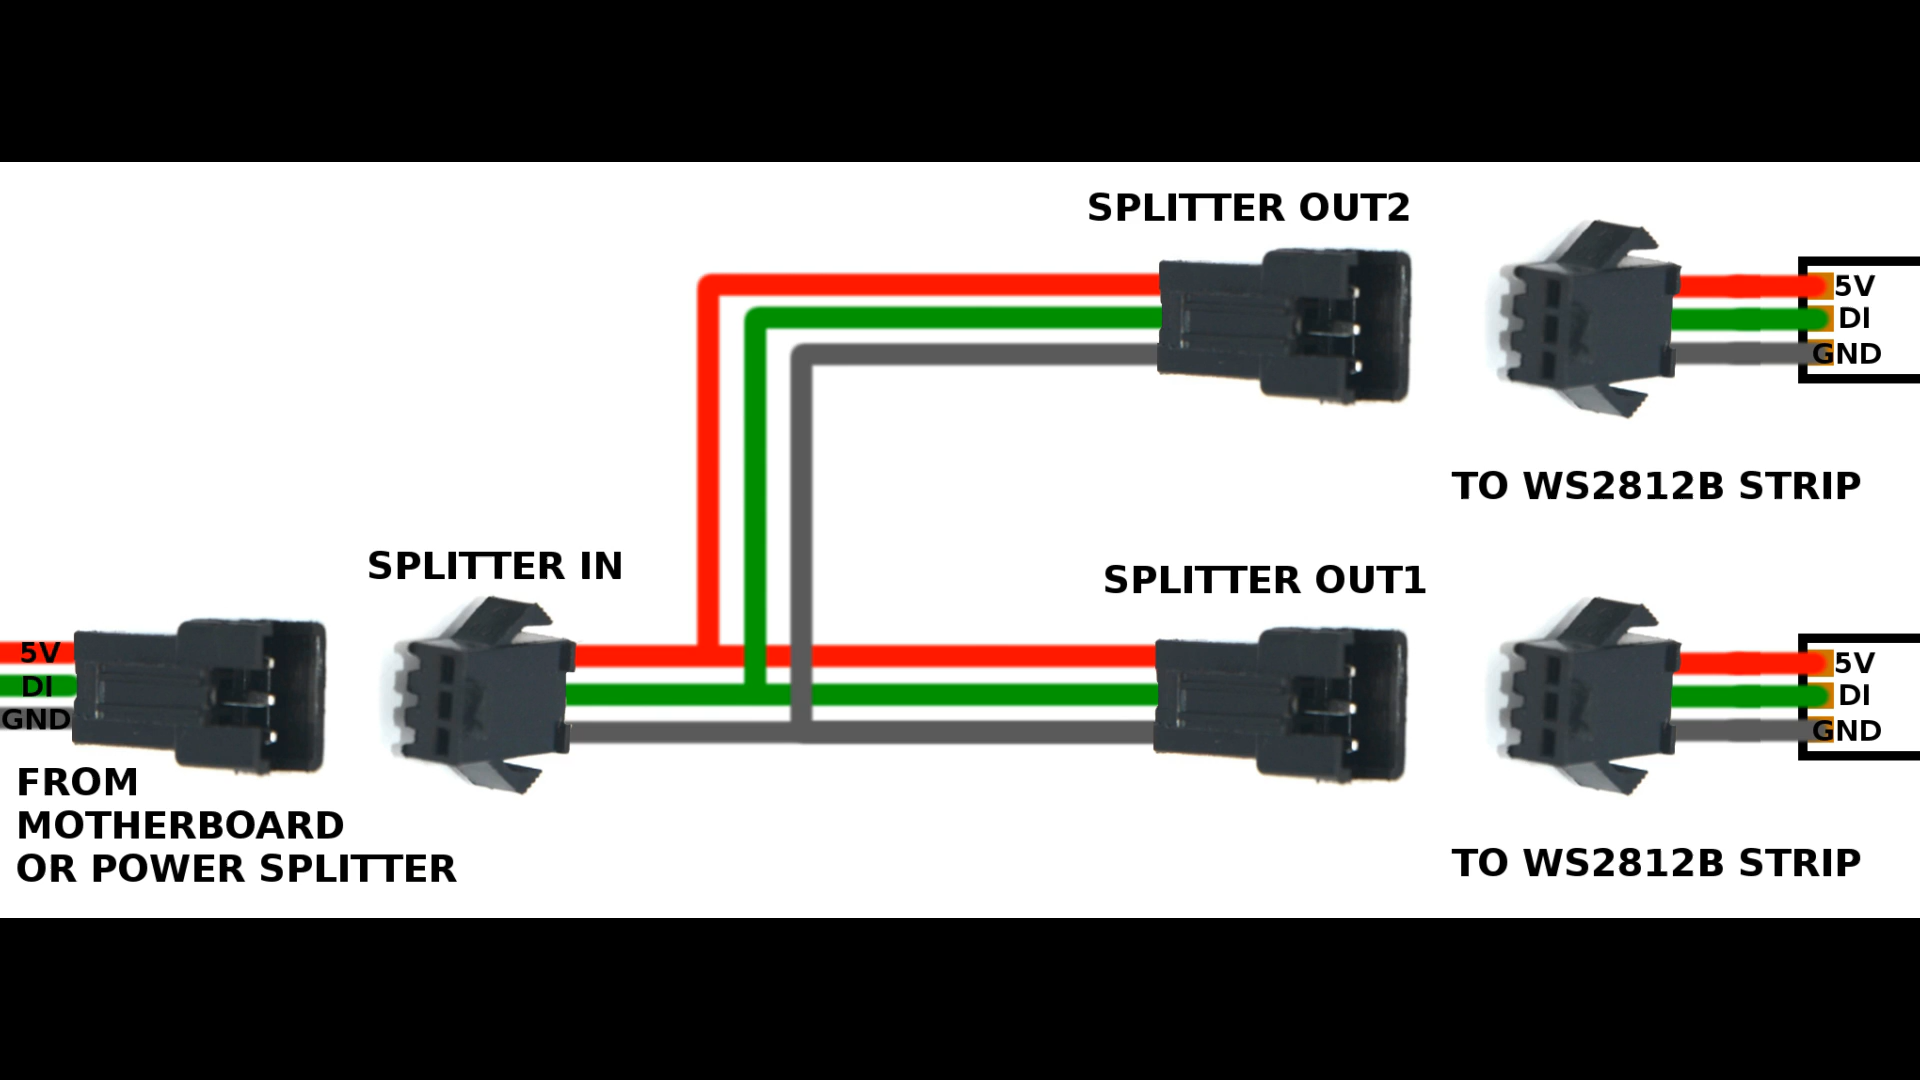 SPLITTER OUT2
5V
DI
GND
TO WS2812B STRIP
SPLITTER IN
SPLITTER OUT1
5V
DI
GND
5V
DI
GND
FROM
MOTHERBOARD
OR POWER SPLITTER
TO WS2812B STRIP